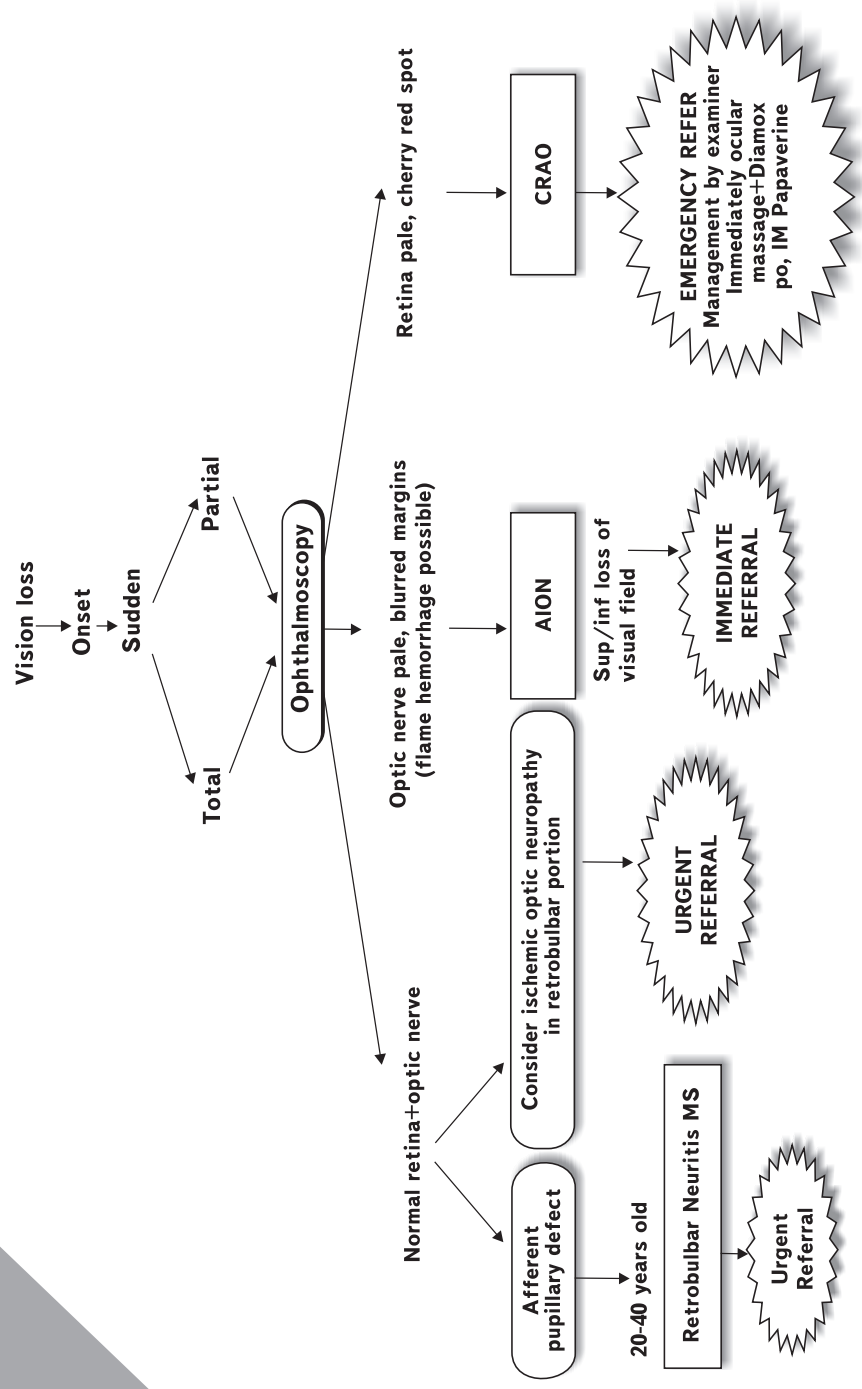 Vision loss
Onset
Sudden
Total
Partial
Ophthalmoscopy
Normal retina+optic nerve
Optic nerve pale, blurred margins
(flame hemorrhage possible)
Retina pale, cherry red spot
Afferent
pupillary defect
Consider ischemic optic neuropathy
in retrobulbar portion
AION
CRAO
20-40 years old
Retrobulbar Neuritis MS
Urgent
Referral
URGENT
REFERRAL
Sup/inf loss of
visual field
IMMEDIATE
REFERRAL
EMERGENCY REFER
Management by examiner
Immediately ocular
massage+Diamox
po, IM Papaverine